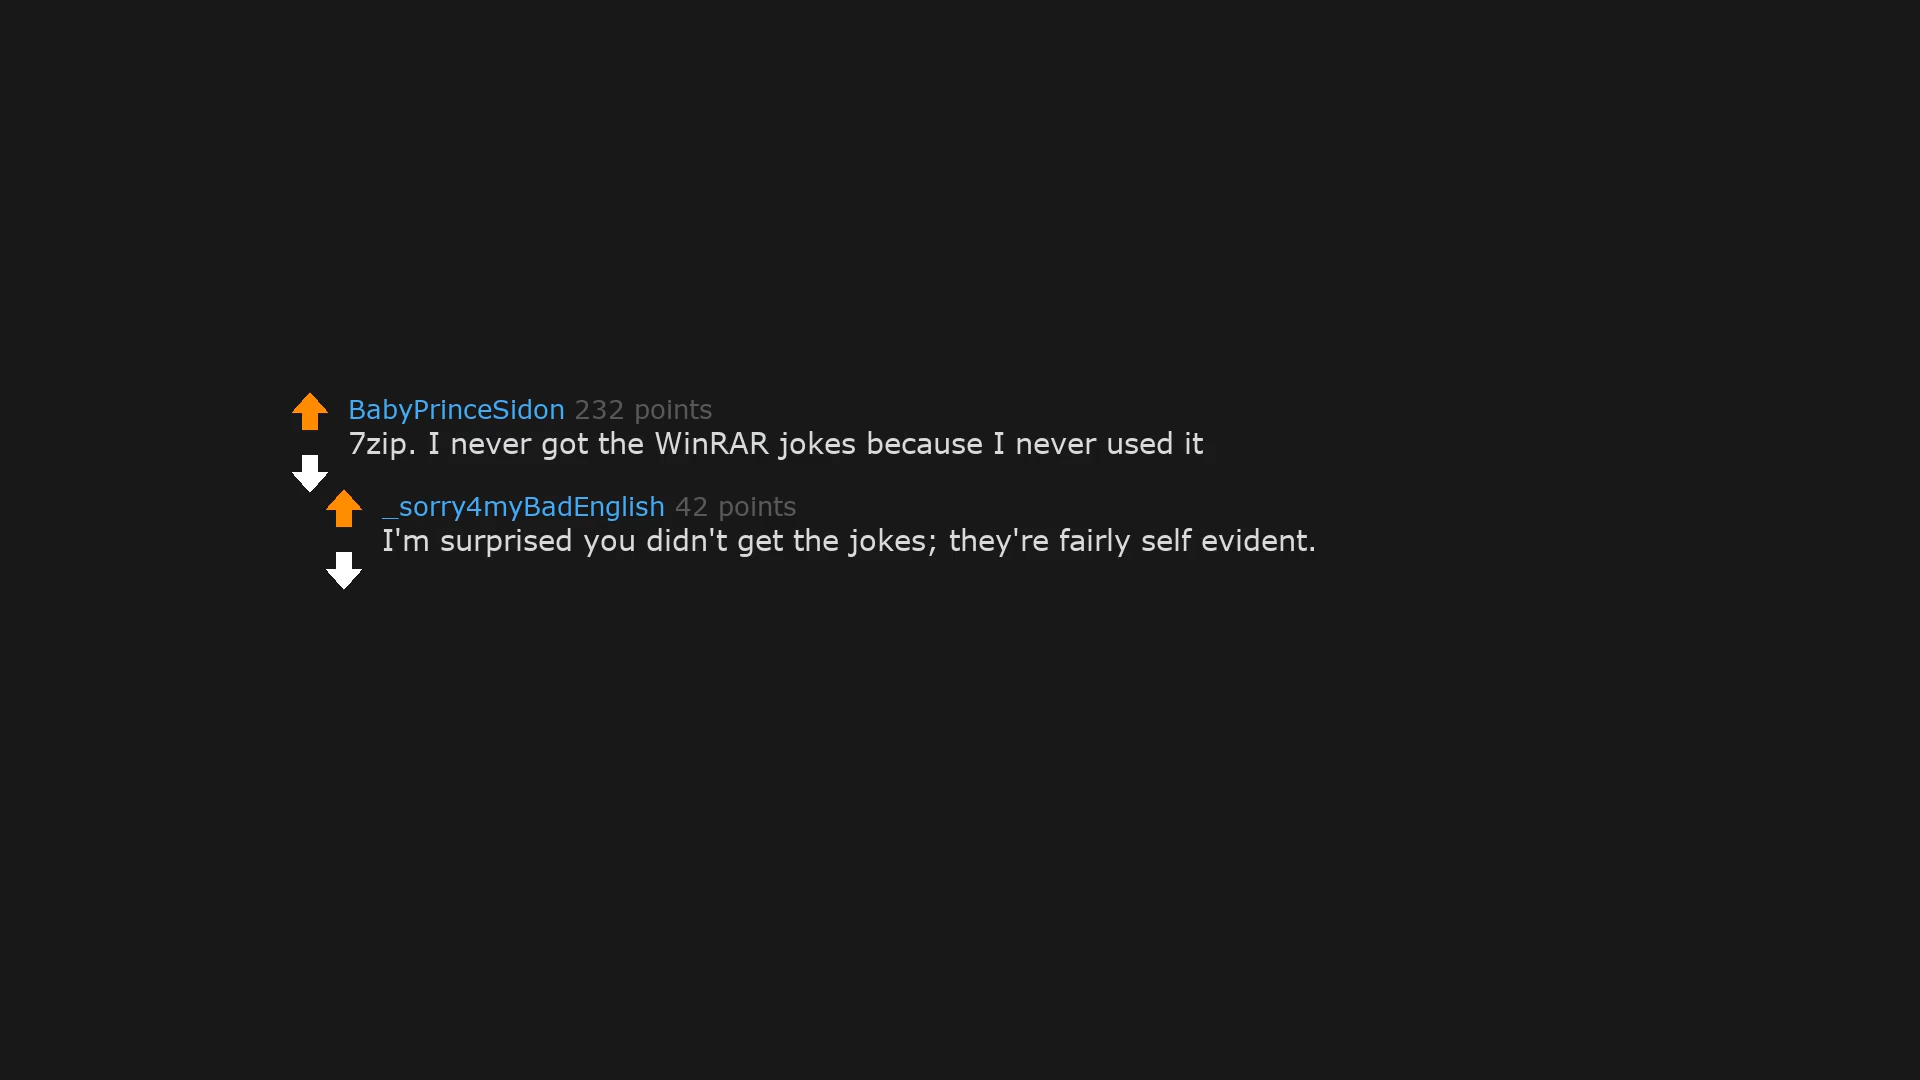 BabyPrinceSidon 232 points
7zip. I never got the WinRAR jokes because I never used it
_sorry4myBadEnglish 42 points
I'm surprised you didn't get the jokes; they're fairly self evident.